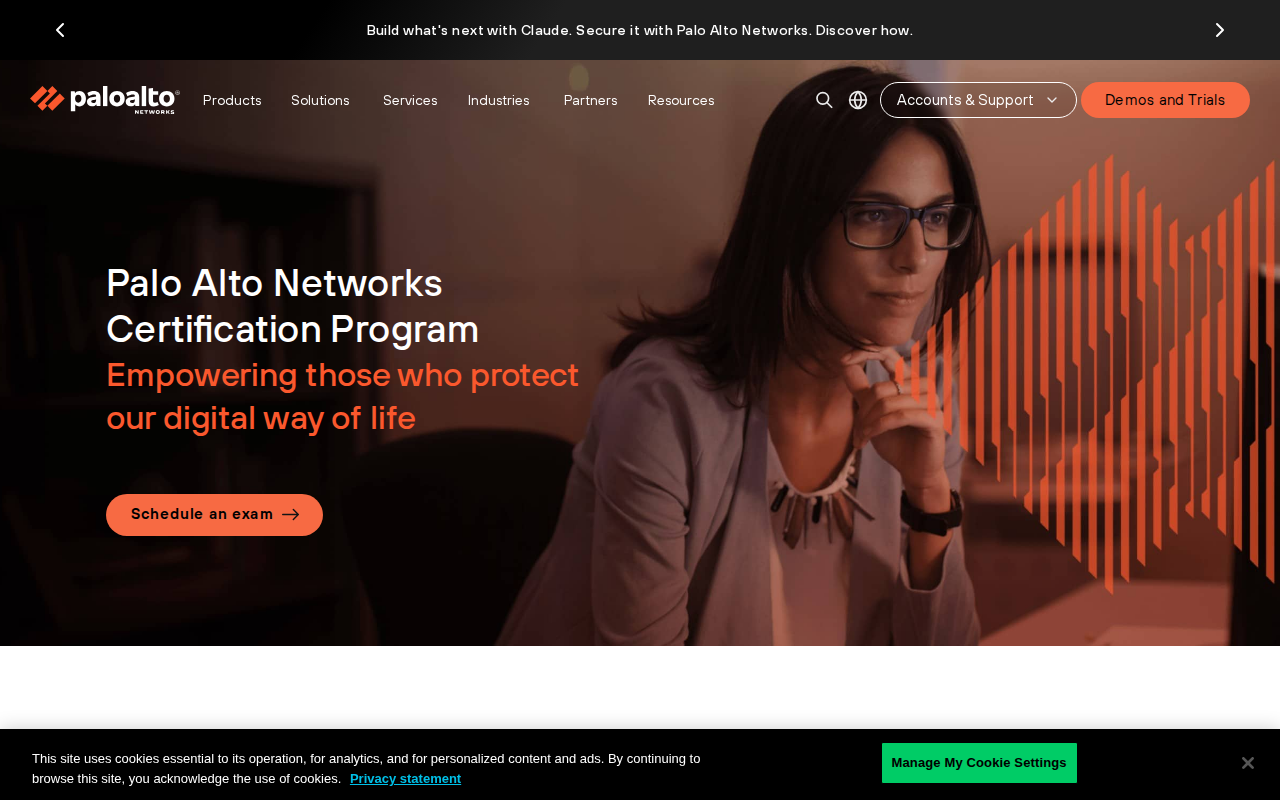 Build what's next with Claude. Secure it with Palo Alto Networks. Discover how.
paloalto®
NETWORKS
Products
Solutions
Services
Industries
Partners
Resources
Accounts & Support
Demos and Trials
Palo Alto Networks
Certification Program
Empowering those who protect
our digital way of life
Schedule an exam
This site uses cookies essential to its operation, for analytics, and for personalized content and ads. By continuing to
browse this site, you acknowledge the use of cookies. Privacy statement
Manage My Cookie Settings